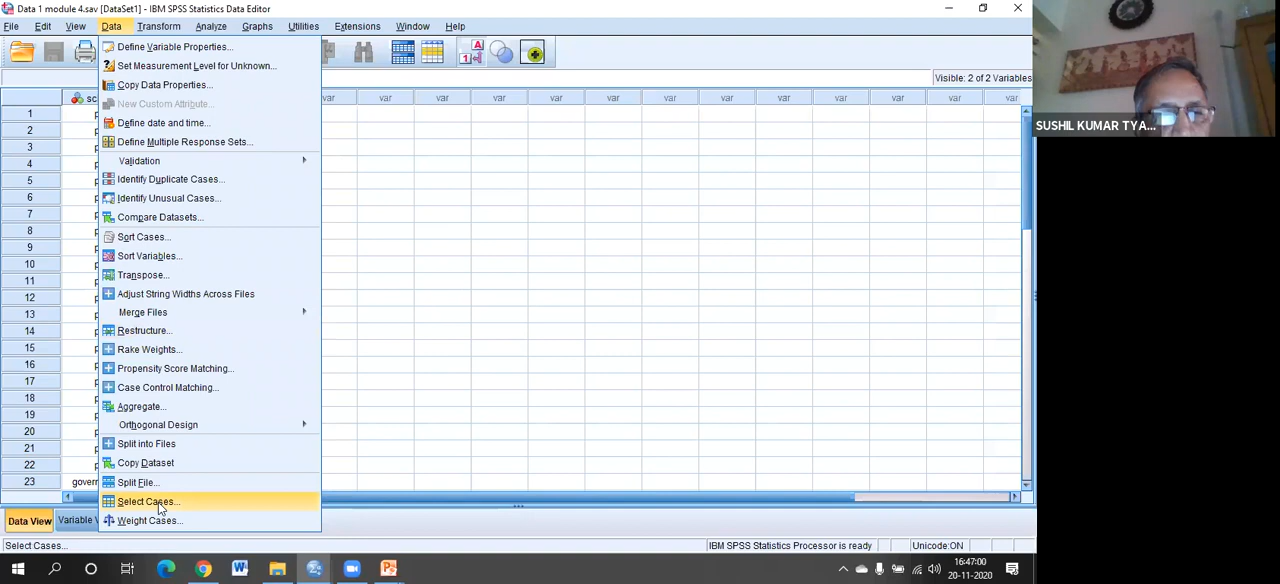 Data 1 module 4.sav [DataSet1] - IBM SPSS Statistics Data Editor
File Edit View Data Transform Analyze Graphs Utilities Extensions Window Help
Visible: 2 of 2 Variables
var var var var var var var var var var var var var
Define Variable Properties...
Set Measurement Level for Unknown...
Copy Data Properties...
New Custom Attribute...
Define date and time...
Define Multiple Response Sets...
Validation
Identify Duplicate Cases...
Identify Unusual Cases...
Compare Datasets...
Sort Cases...
Sort Variables...
Transpose...
Adjust String Widths Across Files
Merge Files
Restructure...
Rake Weights...
Propensity Score Matching...
Case Control Matching...
Aggregate...
Orthogonal Design
Split into Files
Copy Dataset
Split File...
Select Cases...
Weight Cases...
1
2
3
4
5
6
7
8
9
10
11
12
13
14
15
16
17
18
19
20
21
22
23 govern
Data View Variable V
Select Cases... IBM SPSS Statistics Processor is ready Unicode:ON
16:47:00
20-11-2020
SUSHIL KUMAR TYA...